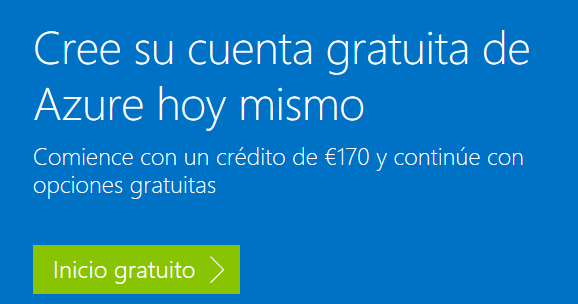 Cree su cuenta gratuita de
Azure hoy mismo
Comience con un crédito de €170 y continúe con
opciones gratuitas
Inicio gratuito